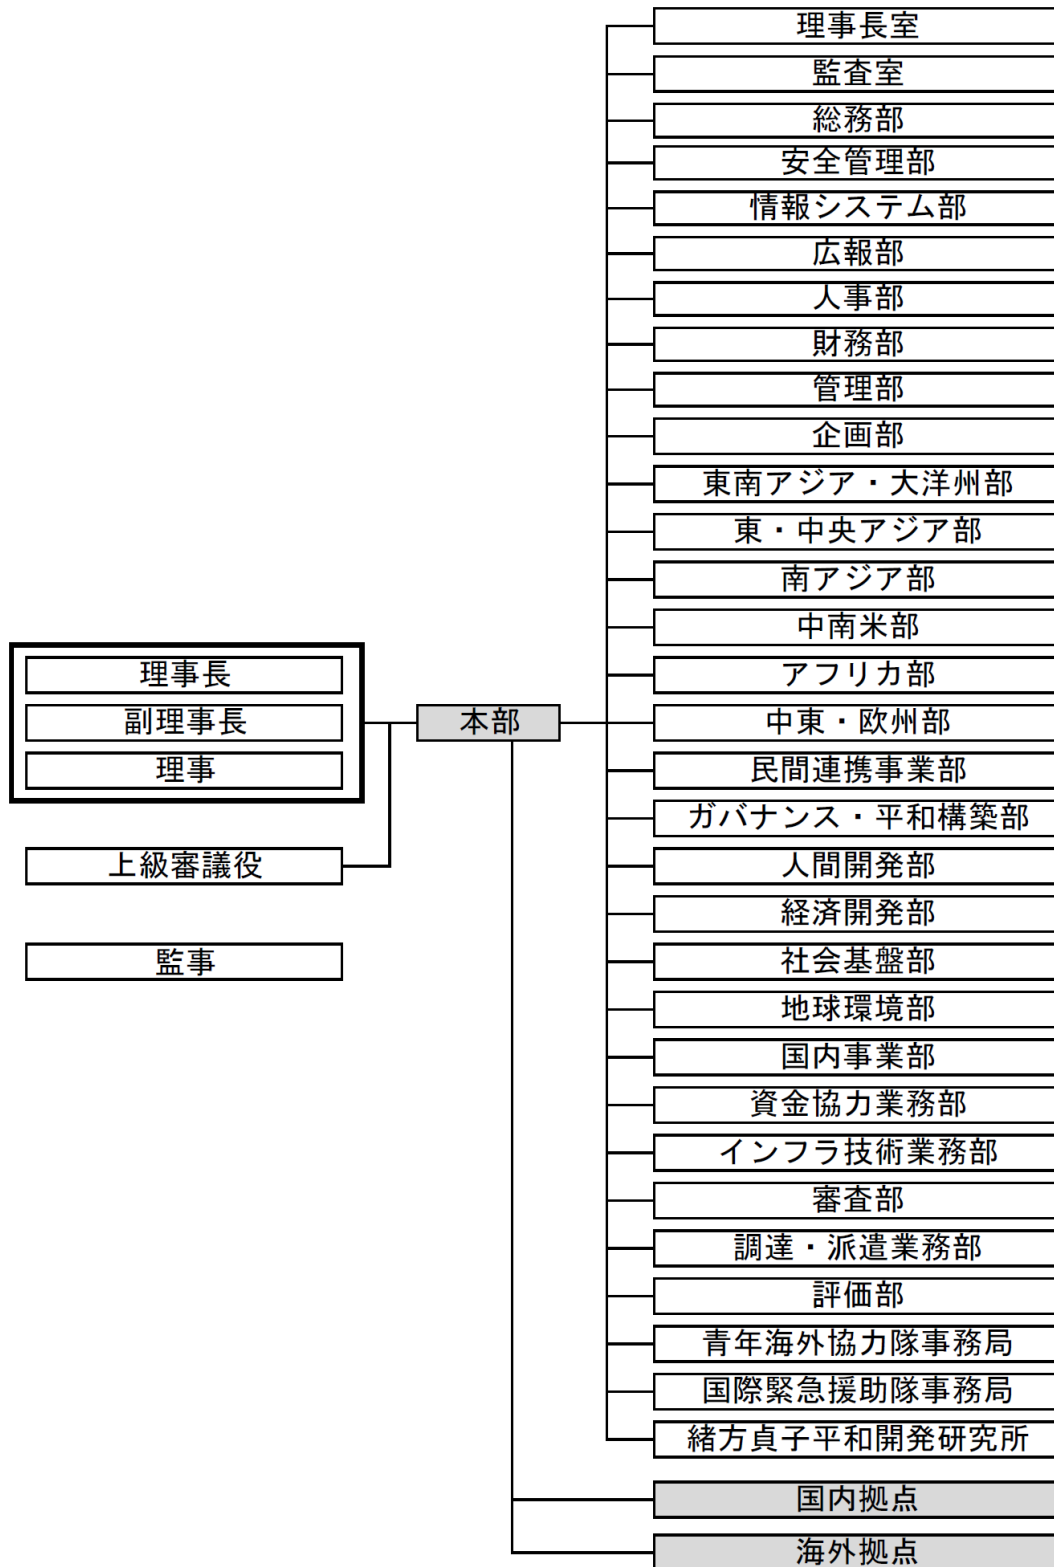 理事長
副理事長
理事
上級審議役
監事
本部
理事長室
監査室
総務部
安全管理部
情報システム部
広報部
人事部
財務部
管理部
企画部
東南アジア・大洋州部
東・中央アジア部
南アジア部
中南米部
アフリカ部
中東・欧州部
民間連携事業部
ガバナンス・平和構築部
人間開発部
経済開発部
社会基盤部
地球環境部
国内事業部
資金協力業務部
インフラ技術業務部
審査部
調達・派遣業務部
評価部
青年海外協力隊事務局
国際緊急援助隊事務局
緒方貞子平和開発研究所
国内拠点
海外拠点